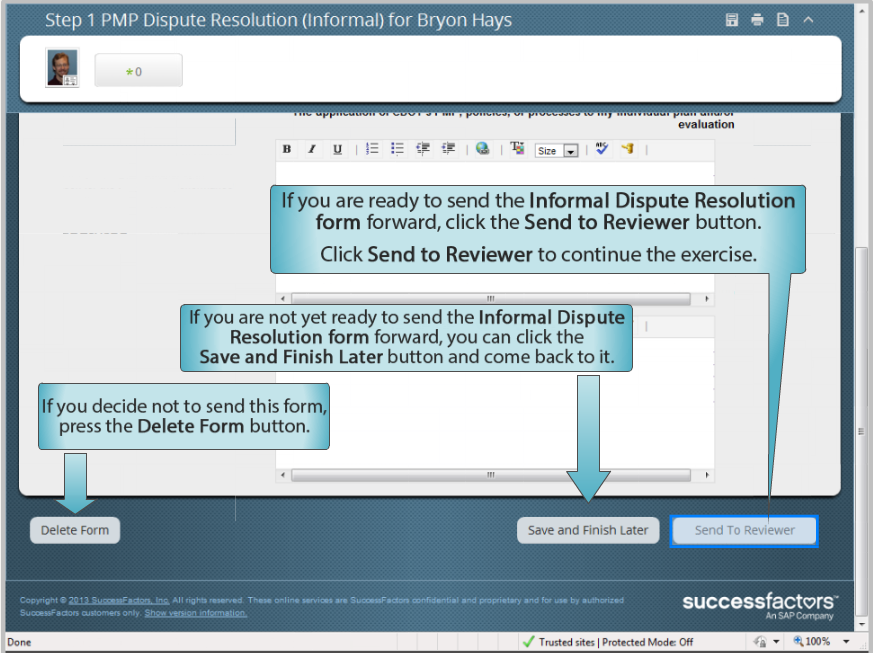 Step 1 PMP Dispute Resolution (Informal) for Bryon Hays
* 0
The application of CDOT's PMP, policies, or processes to my individual plan and/or
evaluation
B I U Size ABC
If you are ready to send the Informal Dispute Resolution
form forward, click the Send to Reviewer button.
Click Send to Reviewer to continue the exercise.
If you are not yet ready to send the Informal Dispute
Resolution form forward, you can click the
Save and Finish Later button and come back to it.
If you decide not to send this form,
press the Delete Form button.
Delete Form
Save and Finish Later
Send To Reviewer
Copyright © 2013 SuccessFactors, Inc. All rights reserved. These online services are SuccessFactors confidential and proprietary and for use by authorized
SuccessFactors customers only. Show version information.
successfactors™
An SAP Company
Done
Trusted sites | Protected Mode: Off
100%